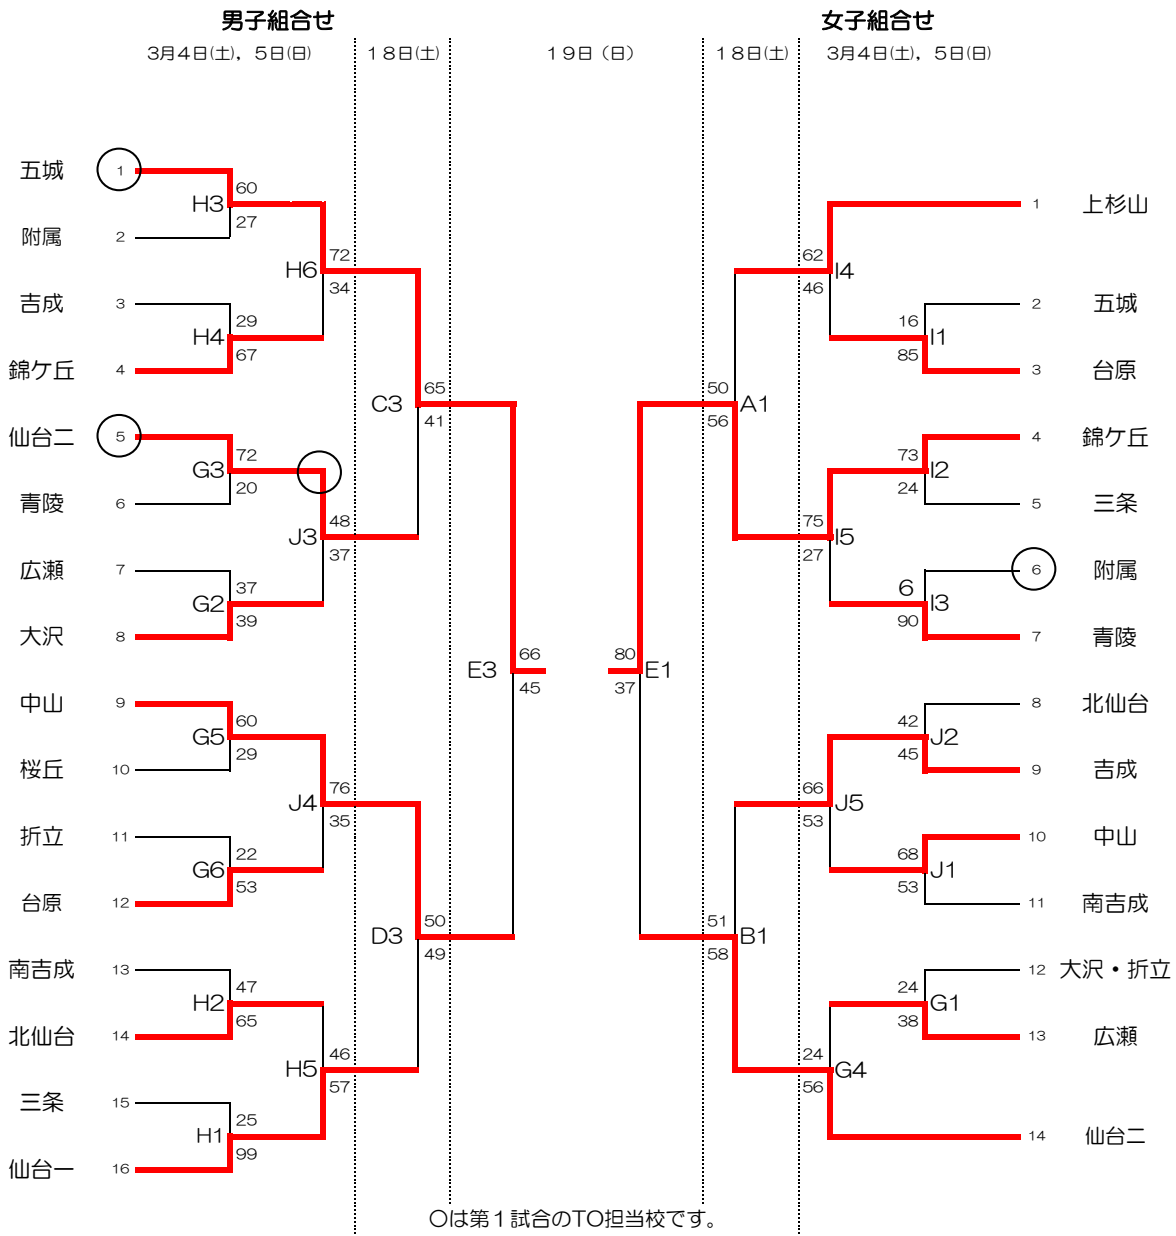 男子組合せ 女子組合せ
3月4日(土)，5日(日) 18日(土) 19日（日） 18日(土) 3月4日(土)，5日(日)
五城 1
60
H3 1 上杉山
27
附属 2
72 62
H6 I4
34 46
吉成 3 2 五城
29 16
H4 I1
67 85
錦ケ丘 4 3 台原
65 50
C3 A1
41 56
仙台二 5 4 錦ケ丘
72 73
G3 I2
20 24
青陵 6 5 三条
48 75
J3 I5
37 27
広瀬 7 6 附属
37 6
G2 I3
39 90
大沢 8 7 青陵
66 80
E3 E1
45 37
中山 9 8 北仙台
60 42
G5 J2
29 45
桜丘 10 9 吉成
76 66
J4 J5
35 53
折立 11 10 中山
22 68
G6 J1
53 53
台原 12 11 南吉成
50 51
D3 B1
49 58
南吉成 13 12 大沢・折立
47 24
H2 G1
65 38
北仙台 14 13 広瀬
46 24
H5 G4
57 56
三条 15
25
H1 14 仙台二
99
仙台一 16
〇は第１試合のTO担当校です。